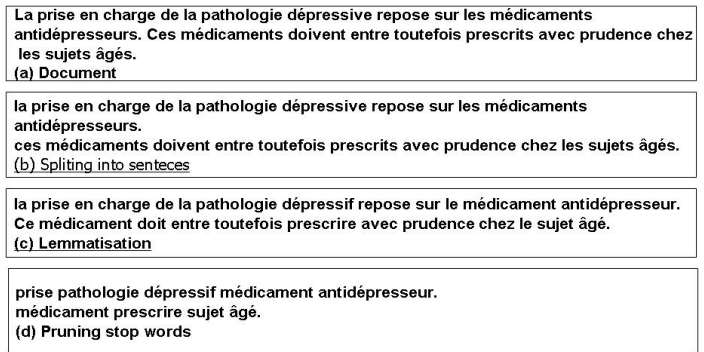 La prise en charge de la pathologie dépressive repose sur les médicaments
antidépresseurs. Ces médicaments doivent entre toutefois prescrits avec prudence chez
les sujets âgés.
(a) Document
la prise en charge de la pathologie dépressive repose sur les médicaments
antidépresseurs.
ces médicaments doivent entre toutefois prescrits avec prudence chez les sujets âgés.
(b) Spliting into senteces
la prise en charge de la pathologie dépressif repose sur le médicament antidépresseur.
Ce médicament doit entre toutefois prescrire avec prudence chez le sujet âgé.
(c) Lemmatisation
prise pathologie dépressif médicament antidépresseur.
médicament prescrire sujet âgé.
(d) Pruning stop words